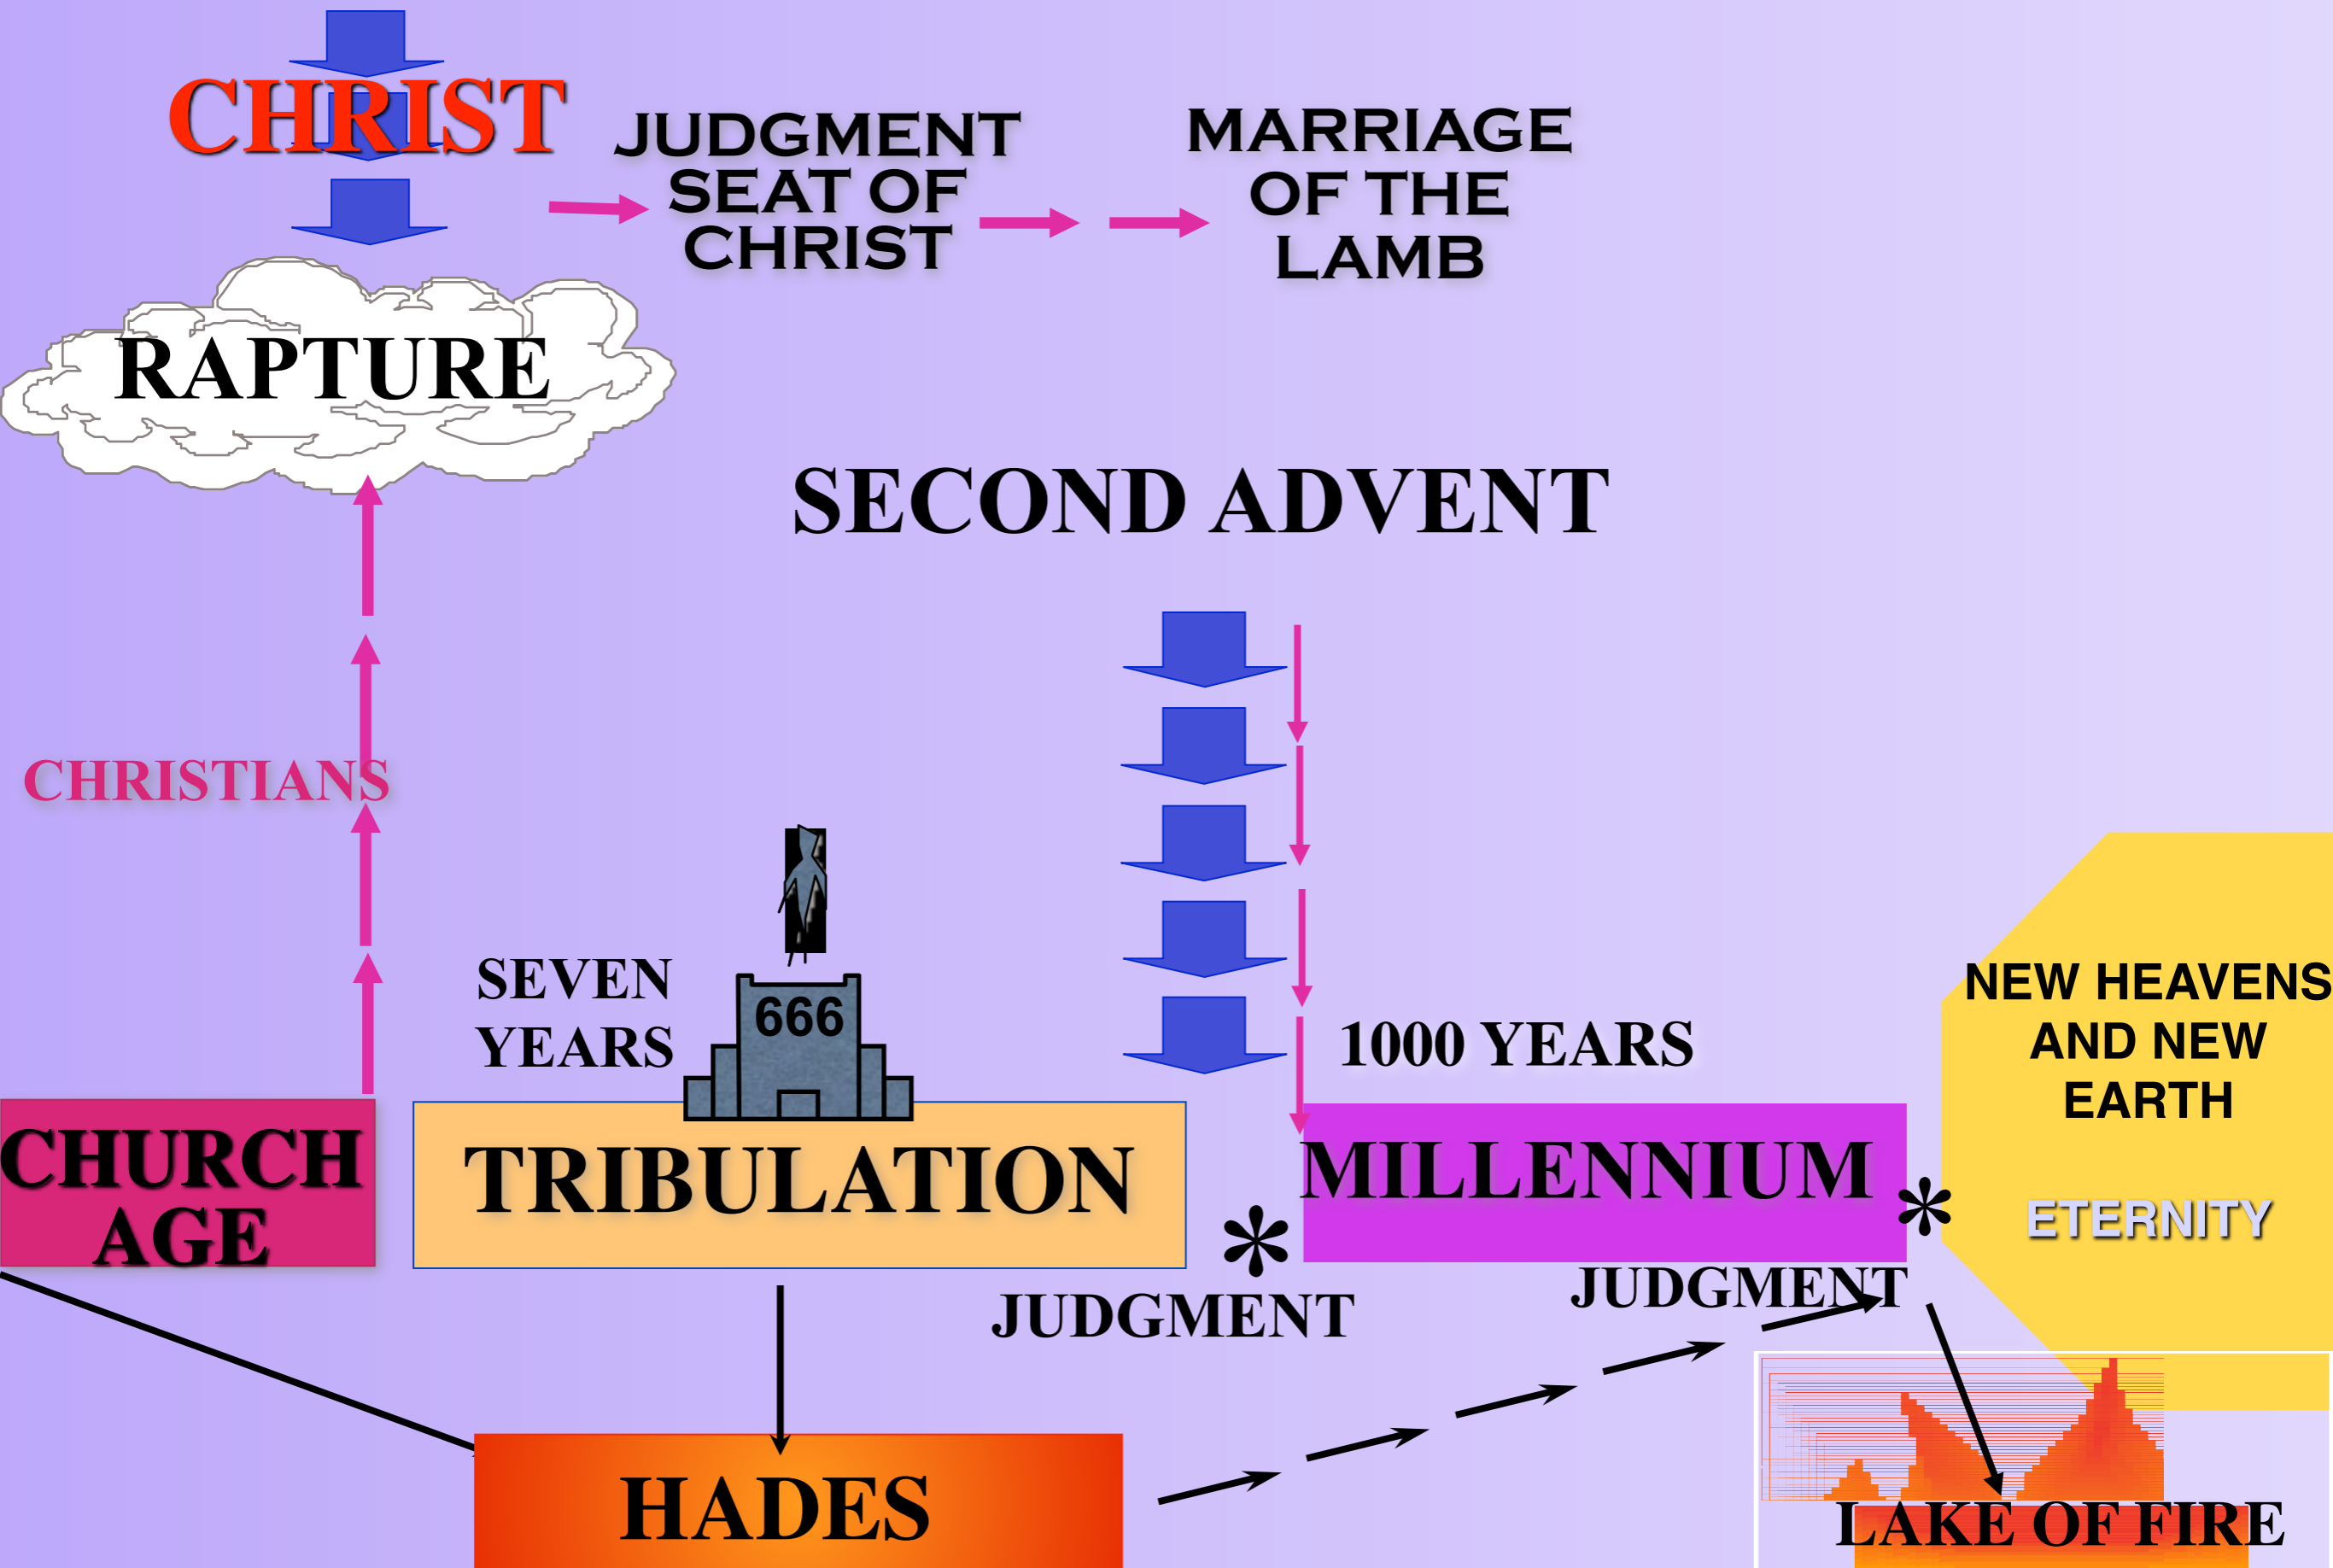 CHRIST
JUDGMENT
SEAT OF
CHRIST
MARRIAGE
OF THE
LAMB
RAPTURE
SECOND ADVENT
CHRISTIANS
SEVEN
YEARS
666
1000 YEARS
NEW HEAVENS
AND NEW
EARTH
ETERNITY
CHURCH
AGE
TRIBULATION
*
MILLENNIUM
*
JUDGMENT
JUDGMENT
HADES
LAKE OF FIRE